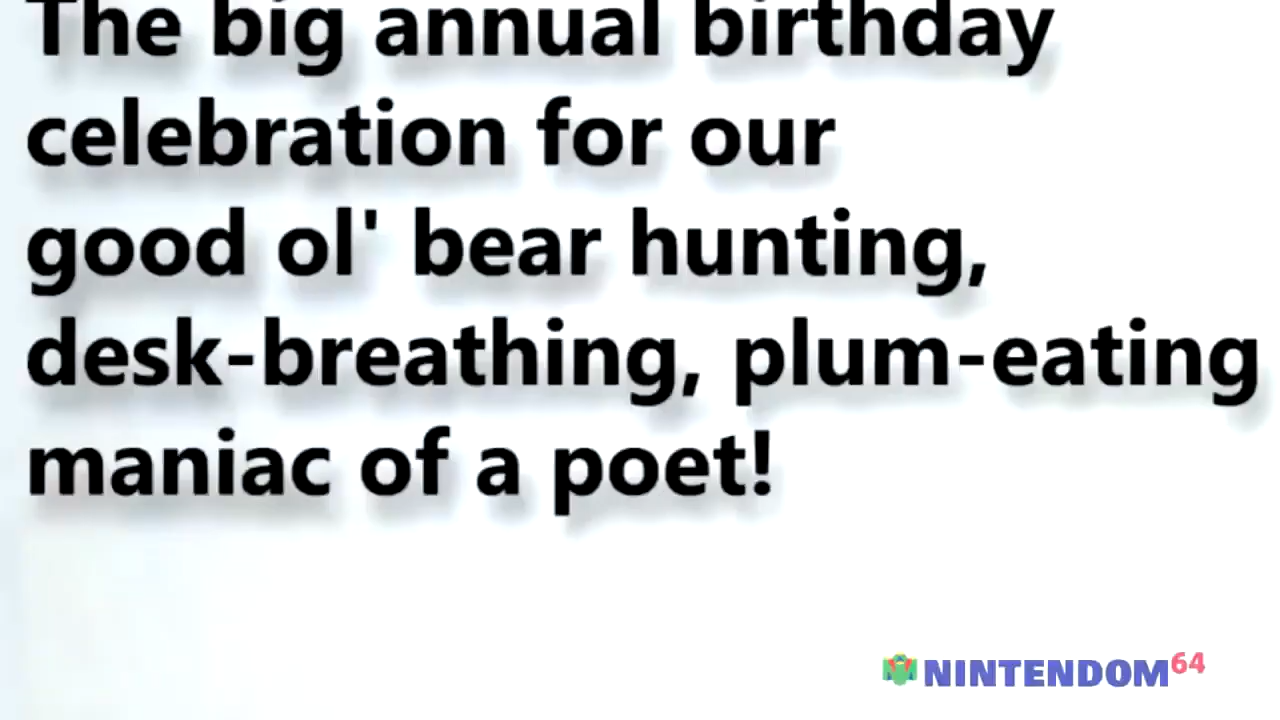 The big annual birthday
celebration for our
good ol' bear hunting,
desk-breathing, plum-eating
maniac of a poet!
NINTENDOM64